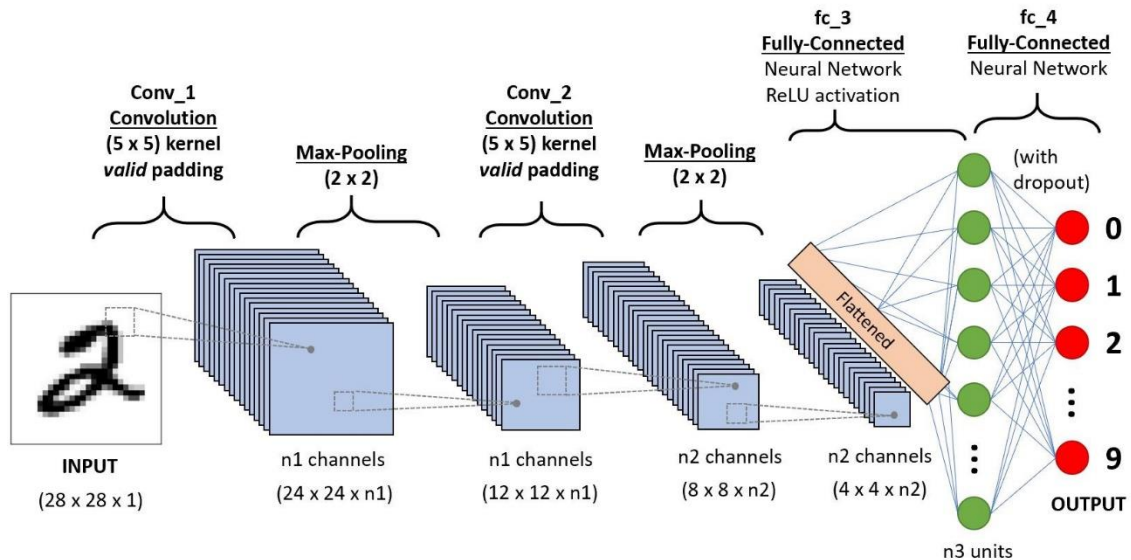 fc_3
Fully-Connected
Neural Network
ReLU activation
fc_4
Fully-Connected
Neural Network
Conv_1
Convolution
(5 x 5) kernel
valid padding
Max-Pooling
(2 x 2)
Conv_2
Convolution
(5 x 5) kernel
valid padding
Max-Pooling
(2 x 2)
(with
dropout)
Flattened
0
1
2
9
INPUT
(28 x 28 x 1)
n1 channels
(24 x 24 x n1)
n1 channels
(12 x 12 x n1)
n2 channels
(8 x 8 x n2)
n2 channels
(4 x 4 x n2)
OUTPUT
n3 units